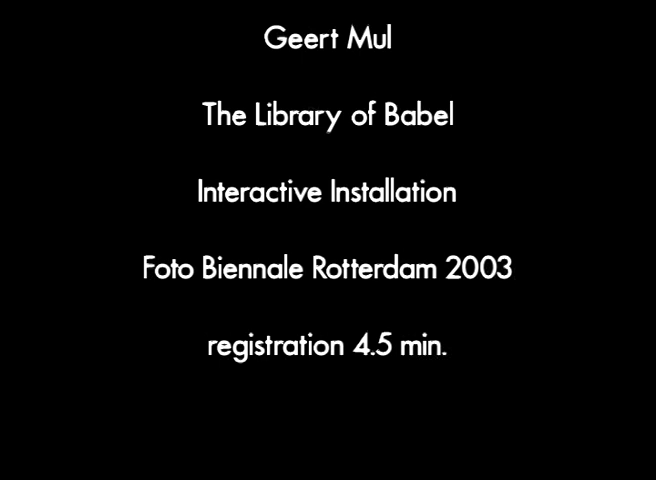 Geert Mul
The Library of Babel
Interactive Installation
Foto Biennale Rotterdam 2003
registration 4.5 min.